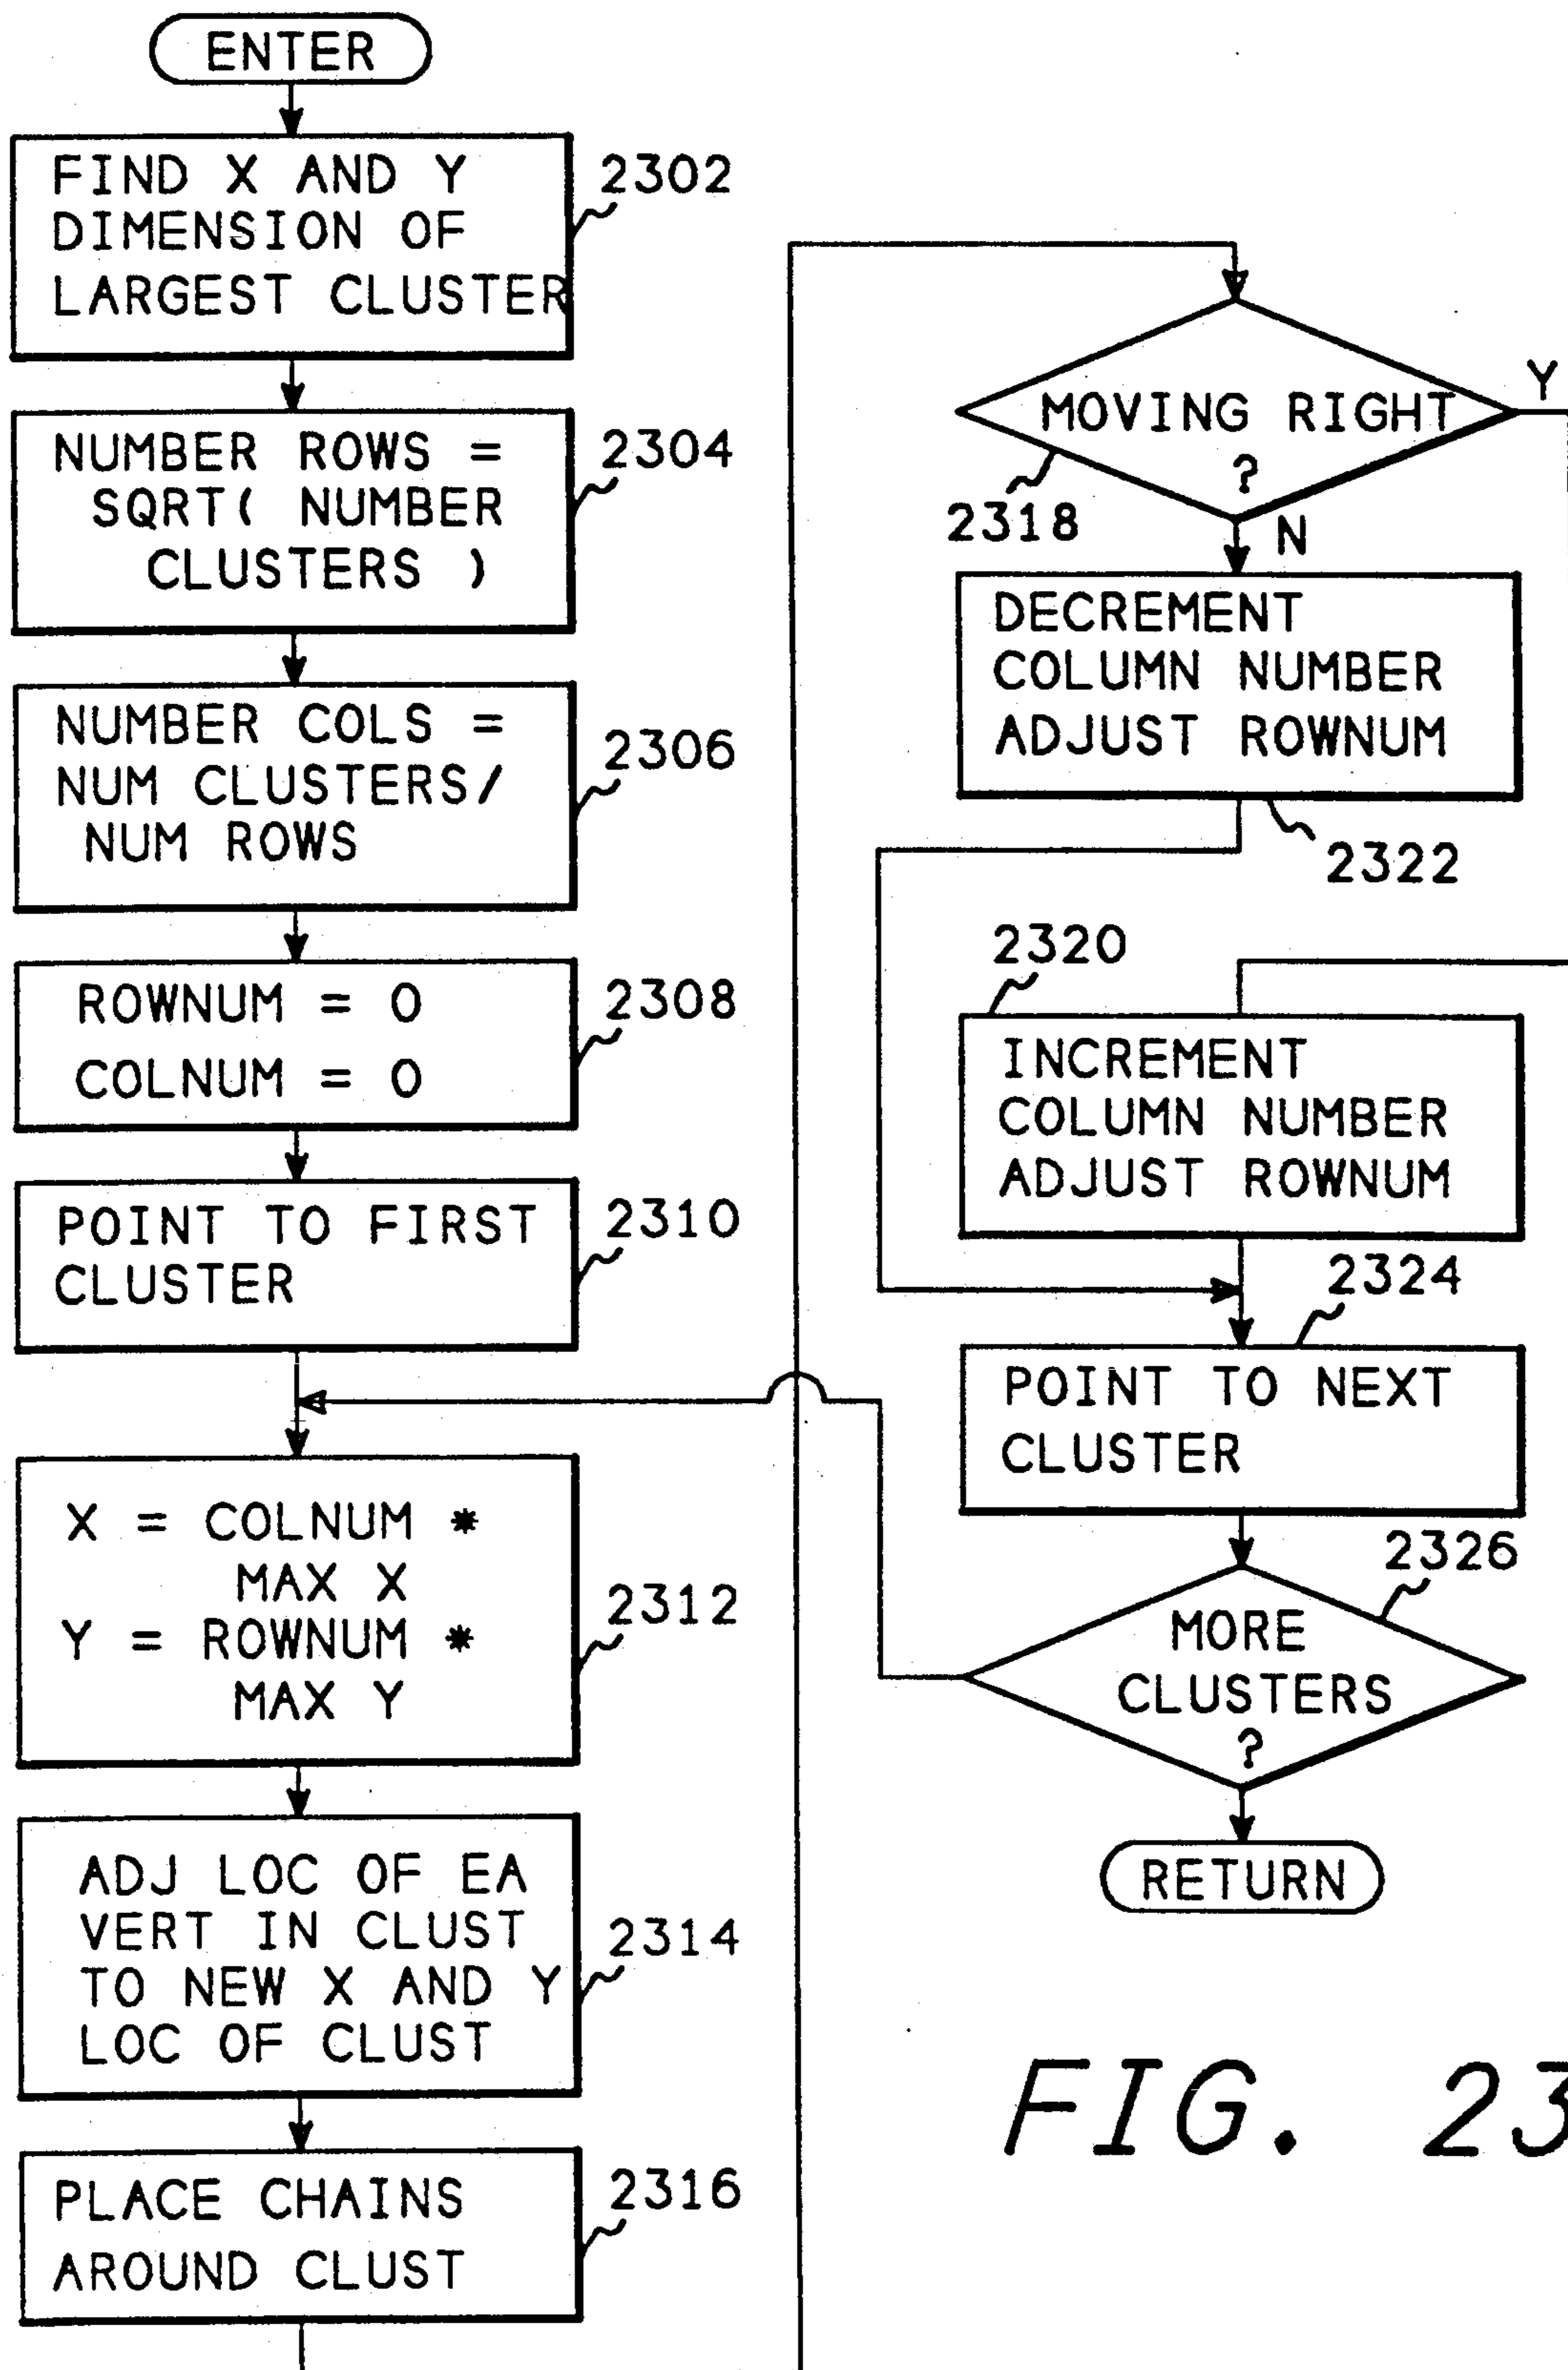 ENTER
FIND X AND Y
DIMENSION OF
LARGEST CLUSTER
2302
NUMBER ROWS =
SQRT( NUMBER
CLUSTERS )
2304
NUMBER COLS =
NUM CLUSTERS/
NUM ROWS
2306
ROWNUM = 0
COLNUM = 0
2308
POINT TO FIRST
CLUSTER
2310
X = COLNUM *
MAX X
Y = ROWNUM *
MAX Y
2312
ADJ LOC OF EA
VERT IN CLUST
TO NEW X AND Y
LOC OF CLUST
2314
PLACE CHAINS
AROUND CLUST
2316
MOVING RIGHT
?
Y
2318
N
DECREMENT
COLUMN NUMBER
ADJUST ROWNUM
2322
2320
INCREMENT
COLUMN NUMBER
ADJUST ROWNUM
2324
POINT TO NEXT
CLUSTER
2326
MORE
CLUSTERS
?
RETURN
FIG. 23